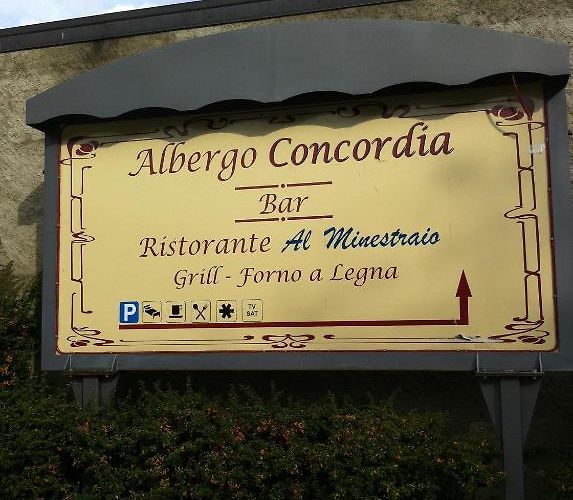 Albergo Concordia
Bar
Ristorante Al Minestraio
Grill - Forno a Legna
P
TV
SAT